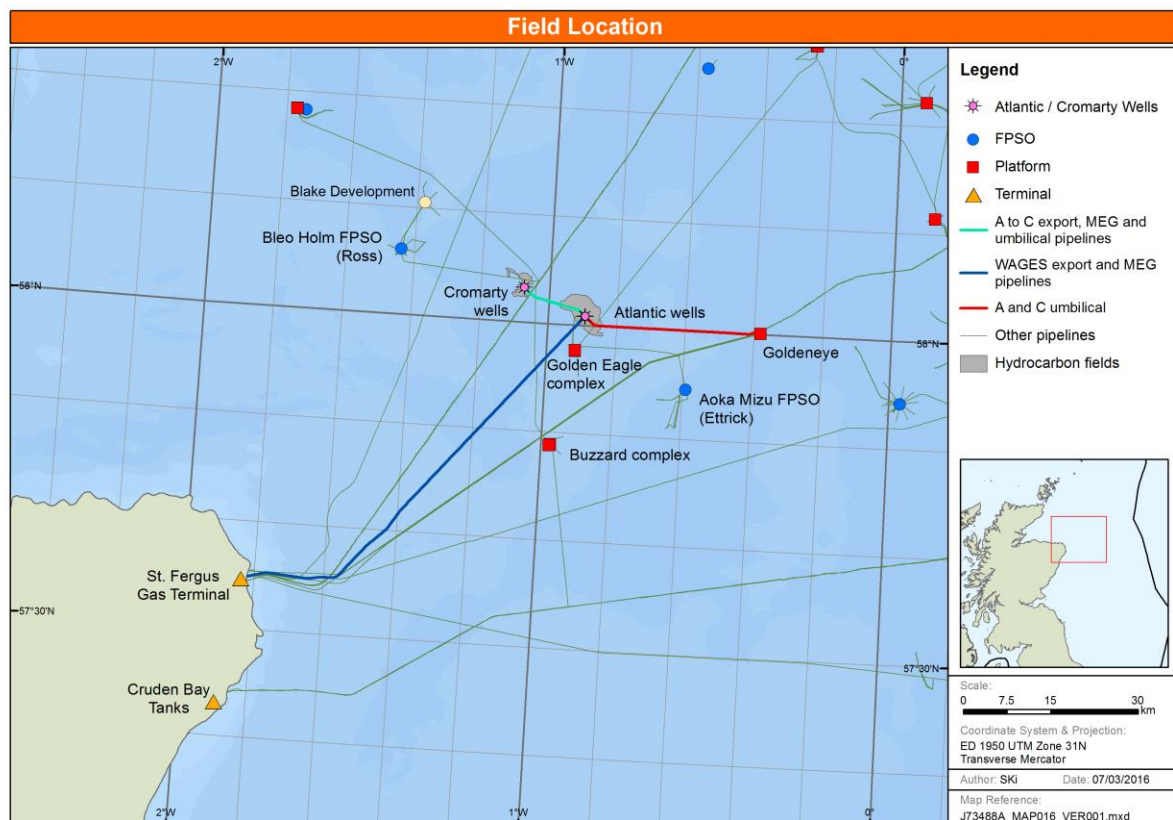 Field Location
2°W
1°W
0°
Blake Development
Bleo Holm FPSO
(Ross)
58°N
Cromarty
wells
Atlantic wells
58°N
Goldeneye
Golden Eagle
complex
Aoka Mizu FPSO
(Ettrick)
Buzzard complex
St. Fergus
Gas Terminal
57°30'N
57°30'N
Cruden Bay
Tanks
2°W
1°W
0°
Legend
Atlantic / Cromarty Wells
FPSO
Platform
Terminal
A to C export, MEG and
umbilical pipelines
WAGES export and MEG
pipelines
A and C umbilical
Other pipelines
Hydrocarbon fields
Scale:
0 7.5 15 30
km
Coordinate System & Projection:
ED 1950 UTM Zone 31N
Transverse Mercator
Author: SKi Date: 07/03/2016
Map Reference:
J73488A_MAP016_VER001.mxd